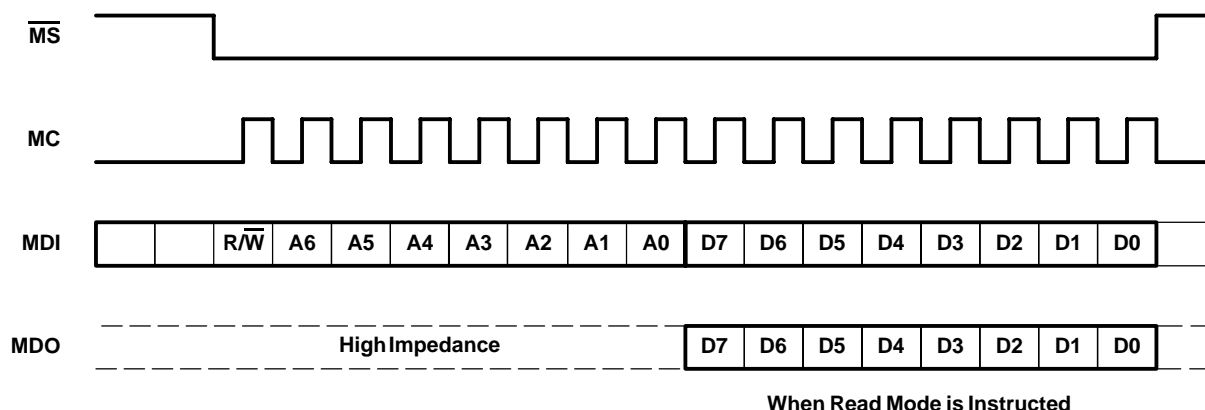 MS
MC
MDI R/W A6 A5 A4 A3 A2 A1 A0 D7 D6 D5 D4 D3 D2 D1 D0
MDO High Impedance D7 D6 D5 D4 D3 D2 D1 D0
When Read Mode is Instructed